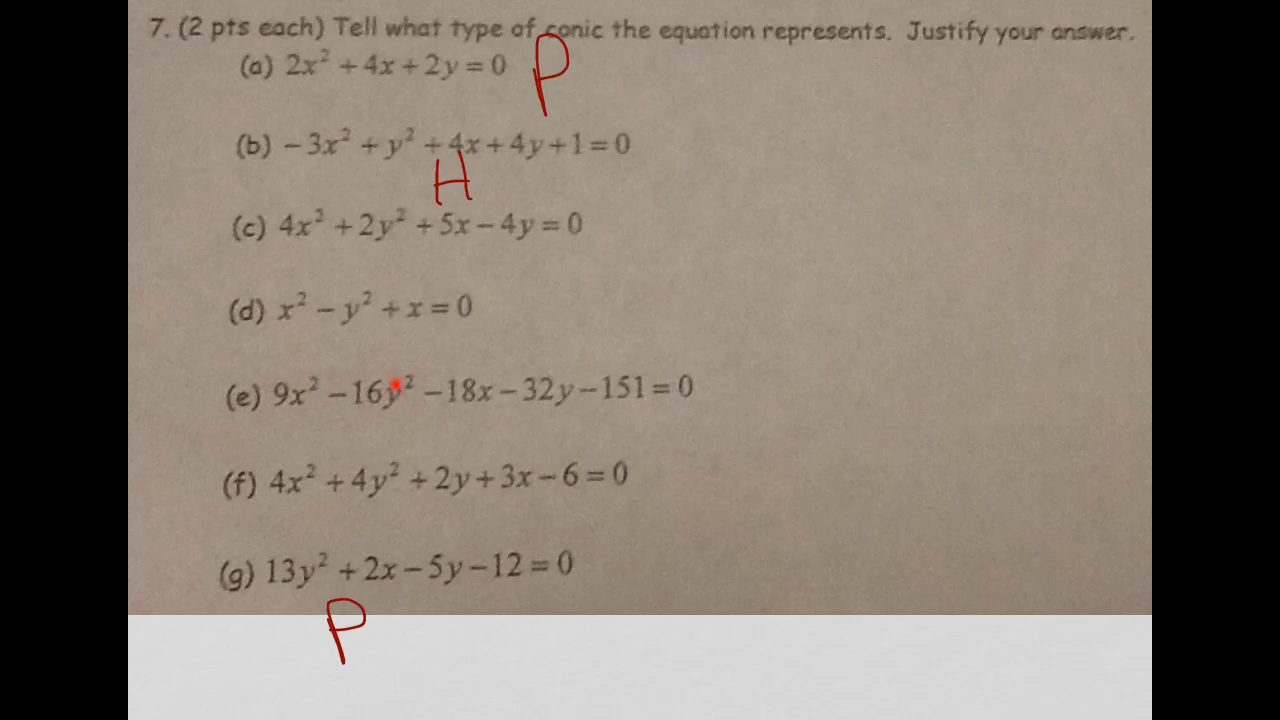 7. (2 pts each) Tell what type of conic the equation represents. Justify your answer.
(a) 2x² + 4x + 2y = 0 P
(b) − 3x² + y² + 4x + 4y + 1 = 0
H
(c) 4x² + 2y² + 5x − 4y = 0
(d) x² − y² + x = 0
(e) 9x² − 16y² − 18x − 32y − 151 = 0
(f) 4x² + 4y² + 2y + 3x − 6 = 0
(g) 13y² + 2x − 5y − 12 = 0
P